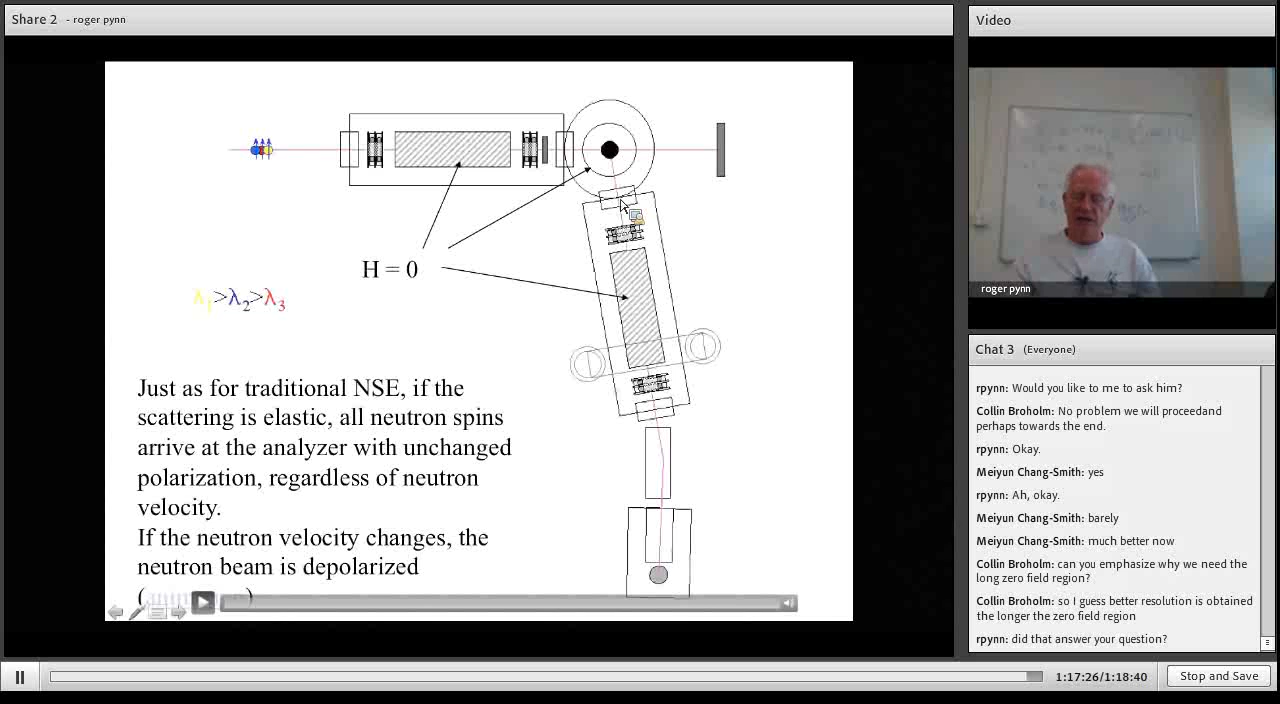 Share 2 - roger pynn
H = 0
λ1>λ2>λ3
Just as for traditional NSE, if the
scattering is elastic, all neutron spins
arrive at the analyzer with unchanged
polarization, regardless of neutron
velocity.
If the neutron velocity changes, the
neutron beam is depolarized
Video
roger pynn
Chat 3 (Everyone)
rpynn: Would you like to me to ask him?
Collin Broholm: No problem we will proceedand
perhaps towards the end.
rpynn: Okay.
Meiyun Chang-Smith: yes
rpynn: Ah, okay.
Meiyun Chang-Smith: barely
Meiyun Chang-Smith: much better now
Collin Broholm: can you emphasize why we need the
long zero field region?
Collin Broholm: so I guess better resolution is obtained
the longer the zero field region
rpynn: did that answer your question?
1:17:26/1:18:40
Stop and Save